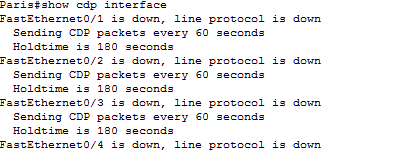 Paris#show cdp interface
FastEthernet0/1 is down, line protocol is down
  Sending CDP packets every 60 seconds
  Holdtime is 180 seconds
FastEthernet0/2 is down, line protocol is down
  Sending CDP packets every 60 seconds
  Holdtime is 180 seconds
FastEthernet0/3 is down, line protocol is down
  Sending CDP packets every 60 seconds
  Holdtime is 180 seconds
FastEthernet0/4 is down, line protocol is down